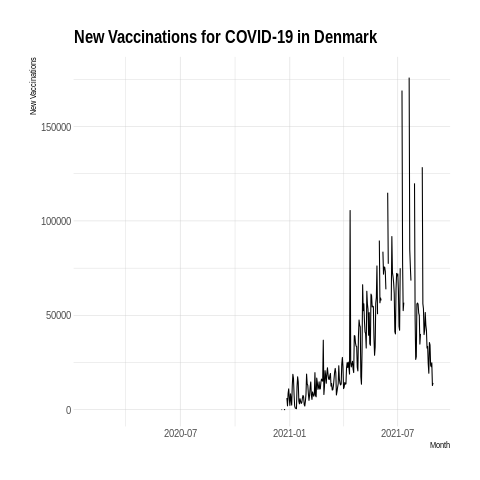 New Vaccinations for COVID-19 in Denmark
New Vaccinations
150000
100000
50000
0
2020-07 2021-01 2021-07
Month